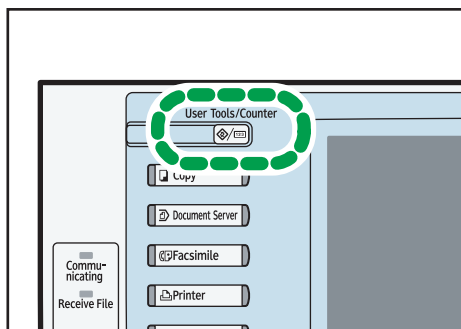 User Tools/Counter
Copy
Document Server
Facsimile
Printer
Commu-
nicating
Receive File